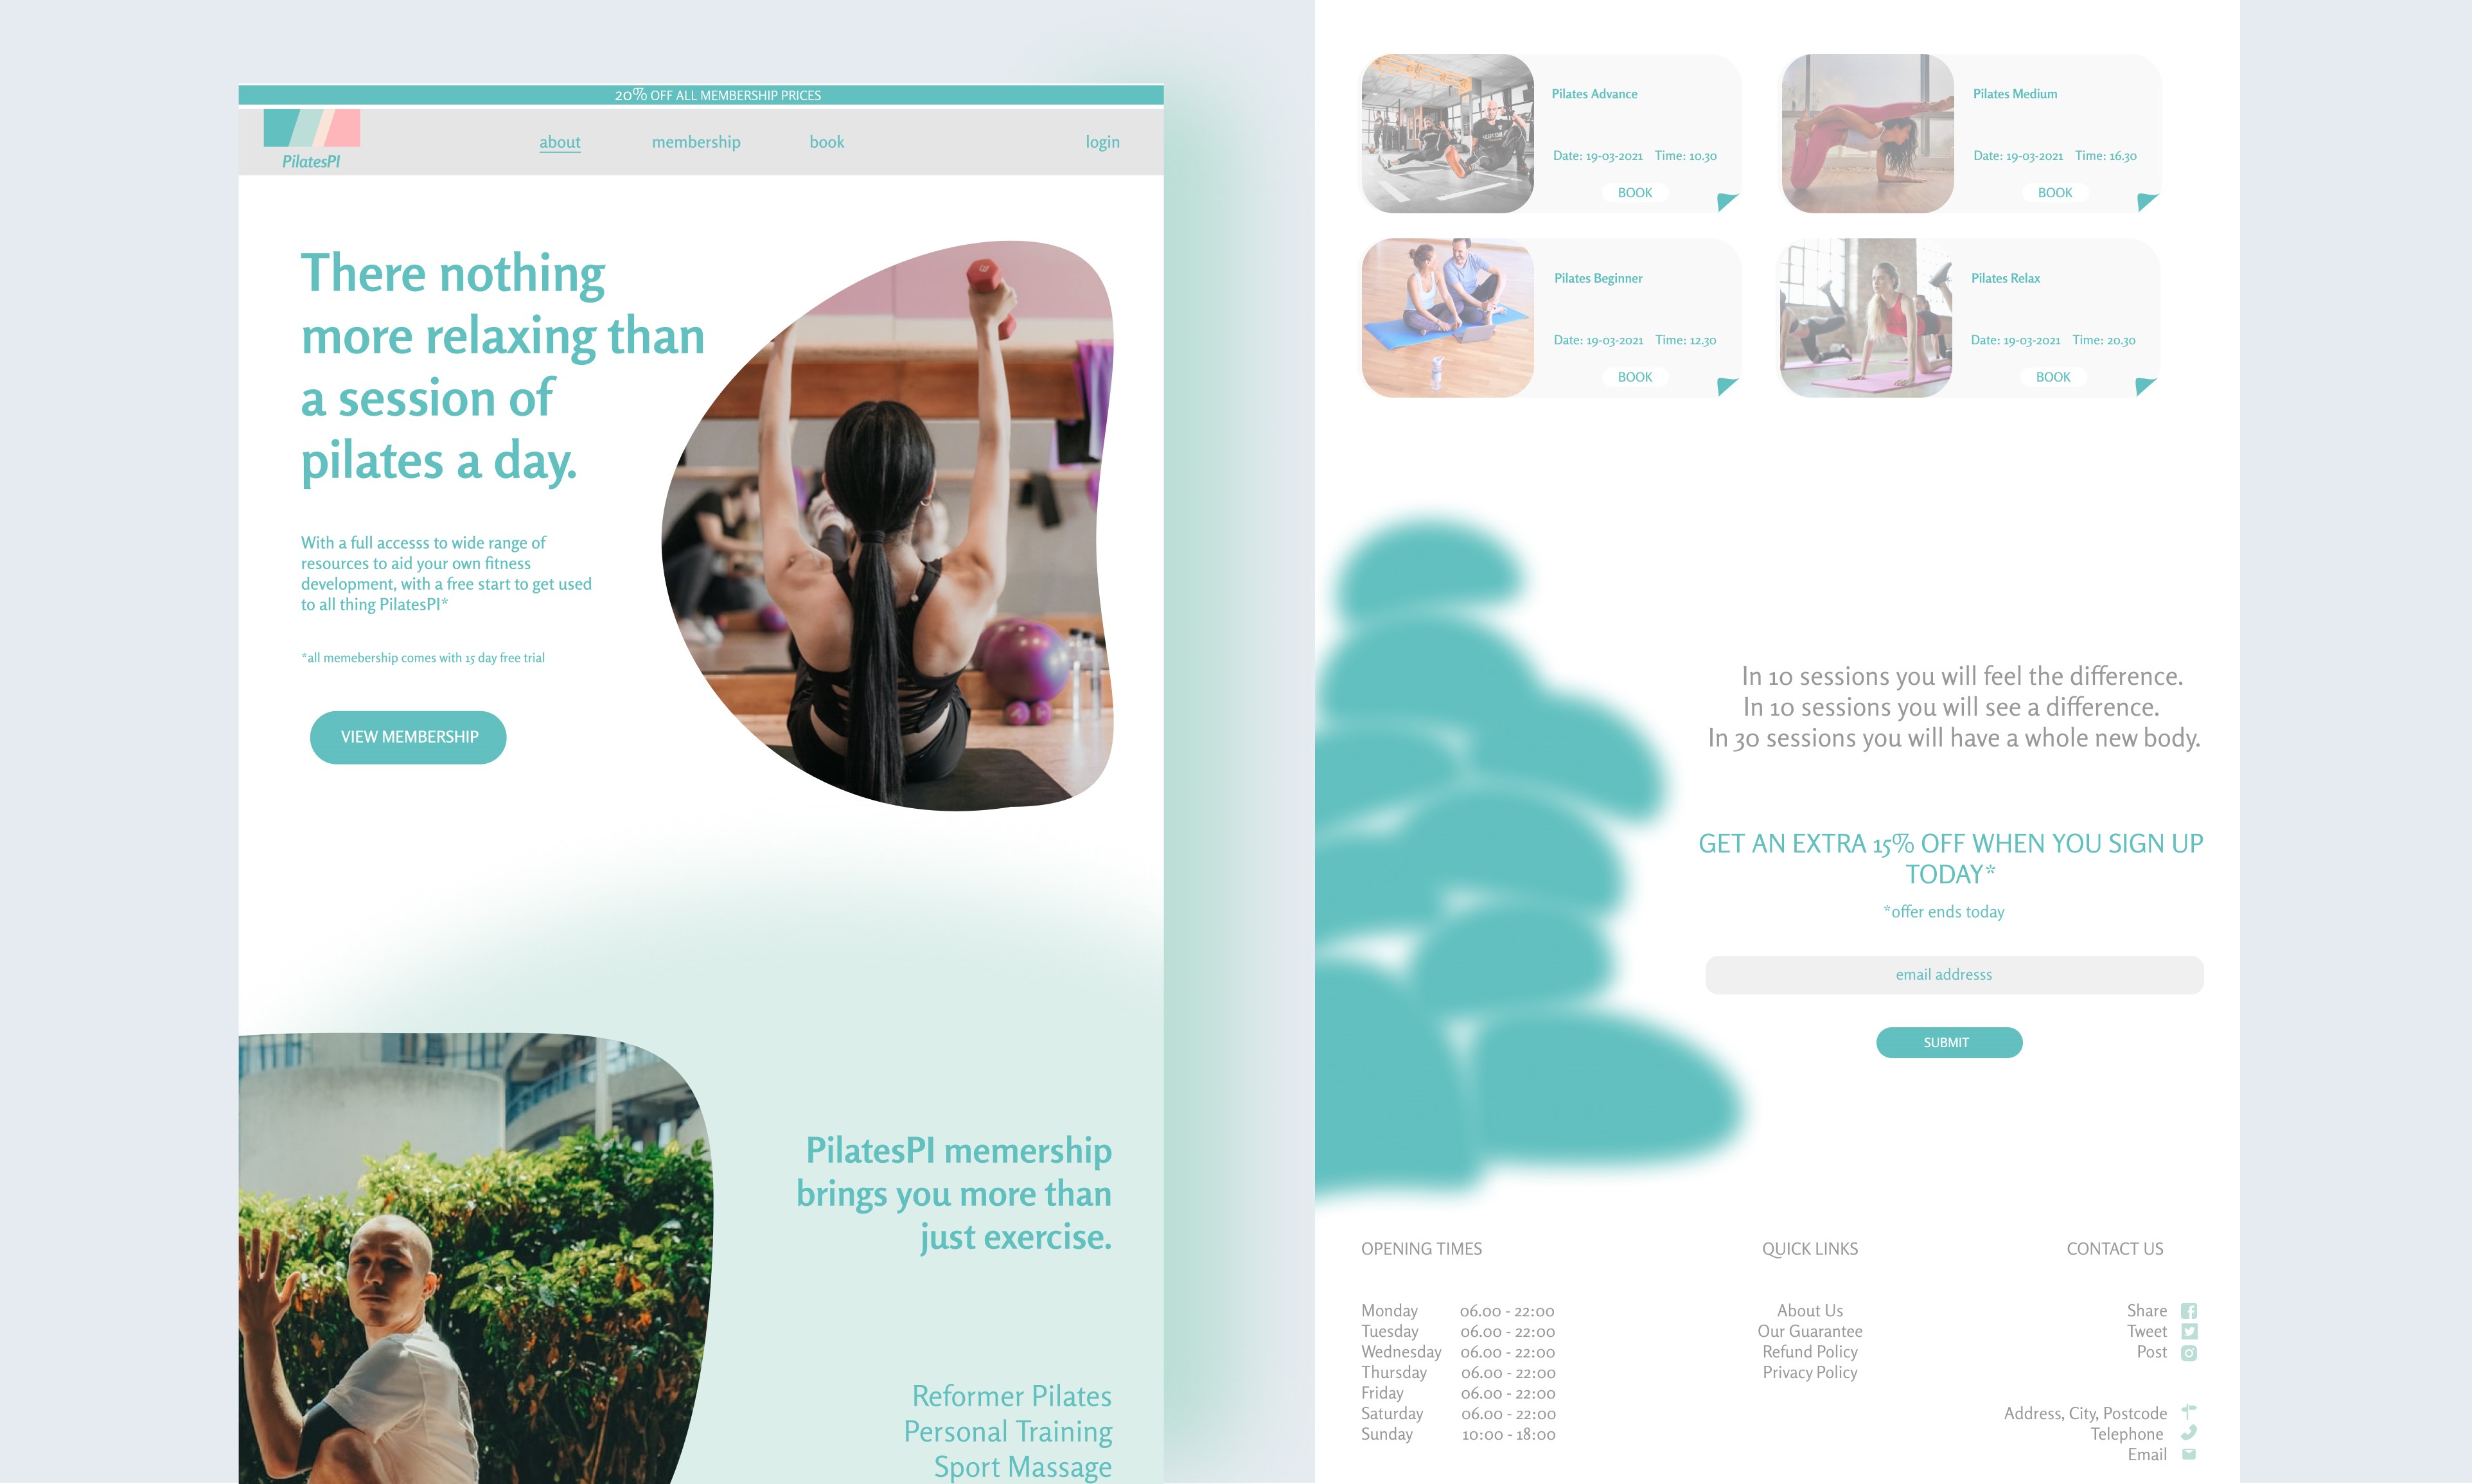 20% OFF ALL MEMBERSHIP PRICES
PilatesPI
about membership book login
There nothing
more relaxing than
a session of
pilates a day.
With a full accesss to wide range of
resources to aid your own fitness
development, with a free start to get used
to all thing PilatesPI*
*all memebership comes with 15 day free trial
VIEW MEMBERSHIP
PilatesPI memership
brings you more than
just exercise.
Reformer Pilates
Personal Training
Sport Massage
Pilates Advance
Date: 19-03-2021 Time: 10.30
BOOK
Pilates Medium
Date: 19-03-2021 Time: 16.30
BOOK
Pilates Beginner
Date: 19-03-2021 Time: 12.30
BOOK
Pilates Relax
Date: 19-03-2021 Time: 20.30
BOOK
In 10 sessions you will feel the difference.
In 10 sessions you will see a difference.
In 30 sessions you will have a whole new body.
GET AN EXTRA 15% OFF WHEN YOU SIGN UP
TODAY*
*offer ends today
email addresss
SUBMIT
OPENING TIMES
Monday 06.00 - 22:00
Tuesday 06.00 - 22:00
Wednesday 06.00 - 22:00
Thursday 06.00 - 22:00
Friday 06.00 - 22:00
Saturday 06.00 - 22:00
Sunday 10:00 - 18:00
QUICK LINKS
About Us
Our Guarantee
Refund Policy
Privacy Policy
CONTACT US
Share
Tweet
Post
Address, City, Postcode
Telephone
Email